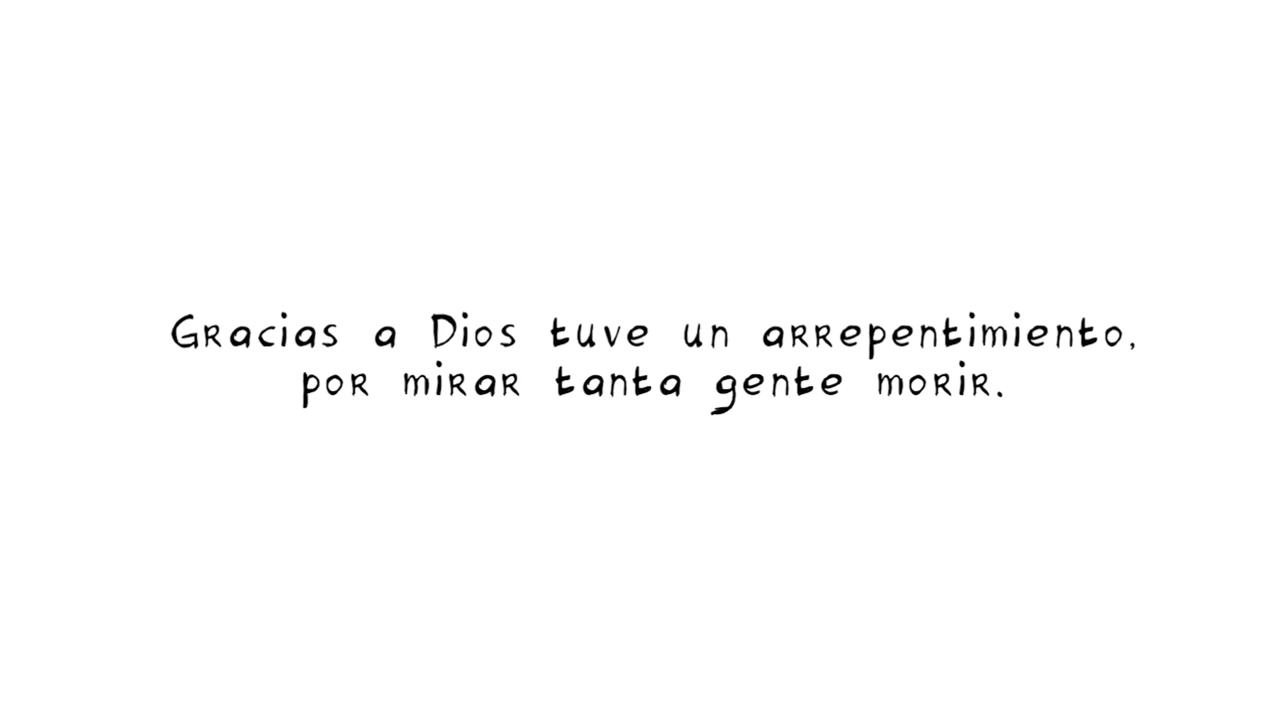 Gracias a Dios tuve un arrepentimiento,
por mirar tanta gente morir.